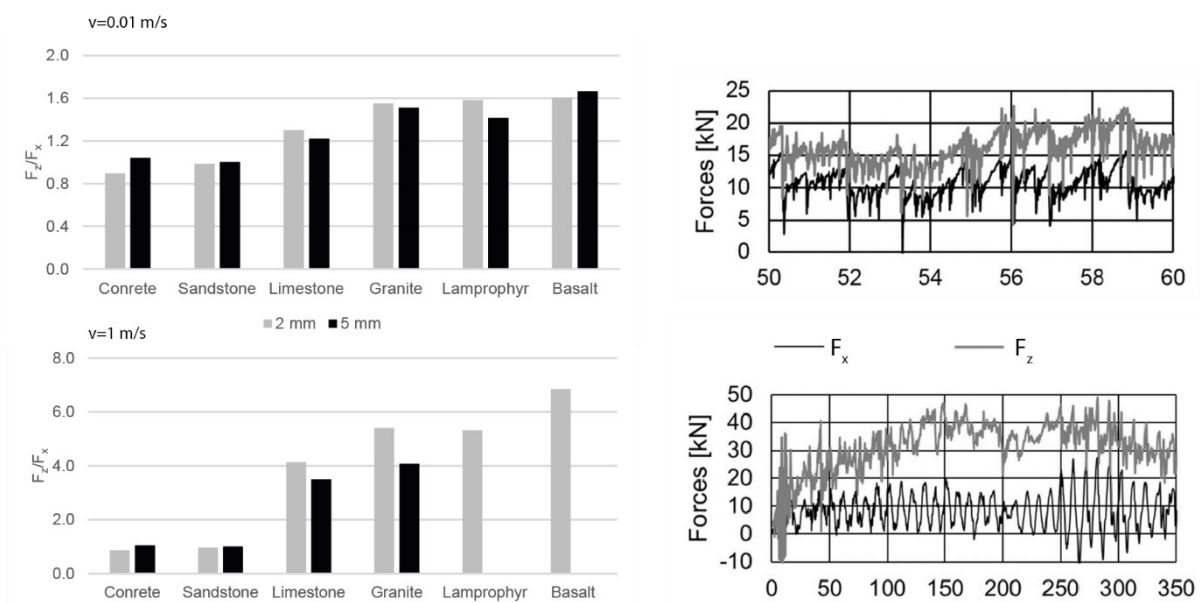 v=0.01 m/s
2.0
1.6
1.2
0.8
0.4
0.0
Fz/Fx
Conrete Sandstone Limestone Granite Lamprophyr Basalt
2 mm 5 mm
v=1 m/s
8.0
6.0
4.0
2.0
0.0
Fz/Fx
Conrete Sandstone Limestone Granite Lamprophyr Basalt
Forces [kN]
25
20
15
10
5
0
50 52 54 56 58 60
Fx Fz
Forces [kN]
50
40
30
20
10
0
-10
0 50 100 150 200 250 300 350